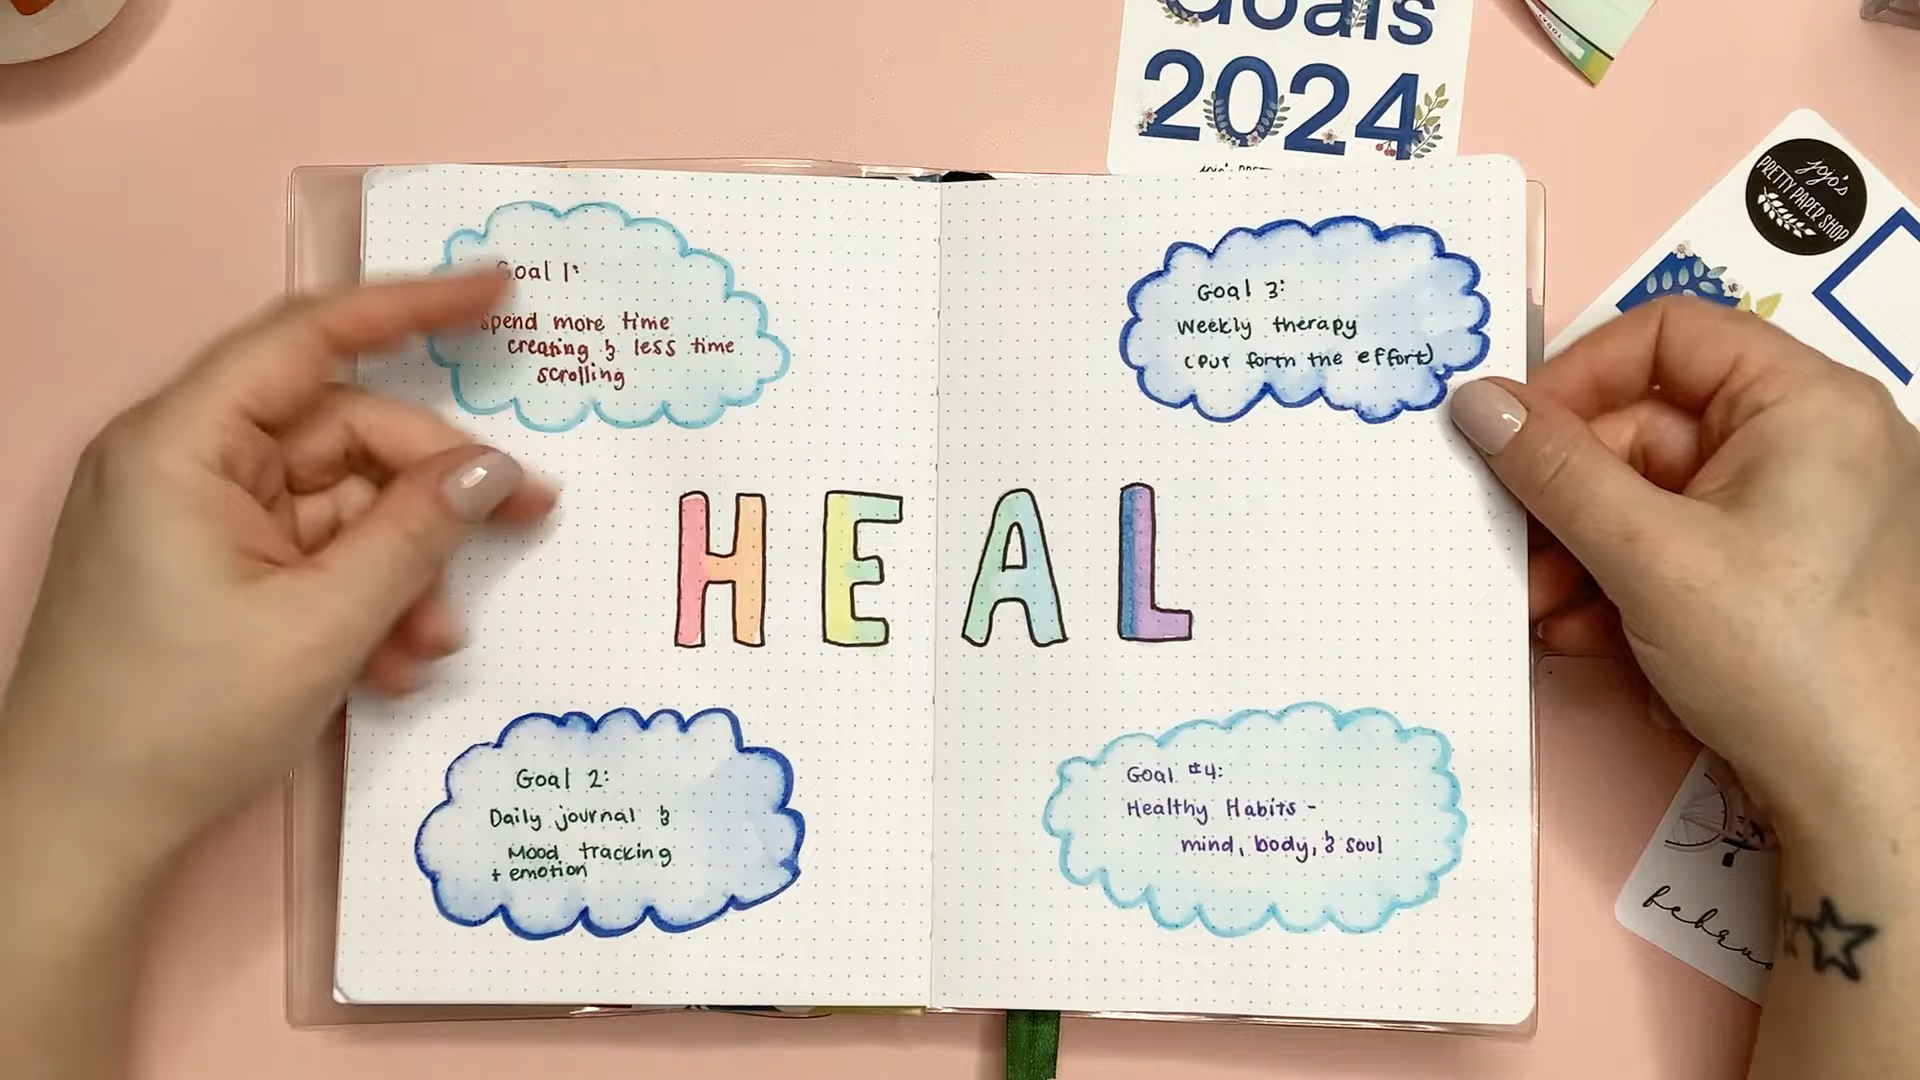 Goals
2024
jojo's
PRETTY PAPER SHOP
Goal 1:
Spend more time
creating & less time
scrolling
Goal 3:
Weekly therapy
(put forth the effort)
HEAL
Goal 2:
Daily journal &
Mood tracking
+ emotion
Goal #4:
Healthy Habits -
mind, body, & soul